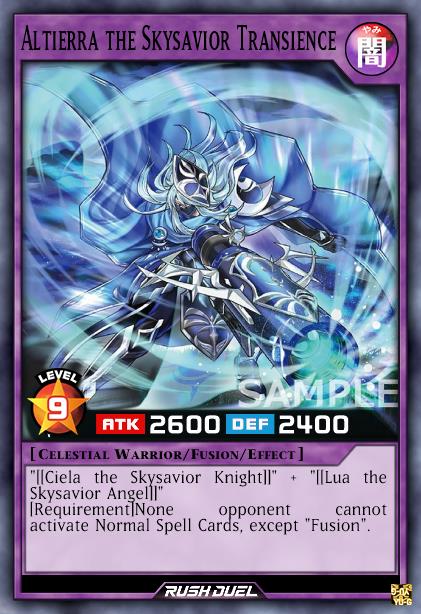 ALTIERRA THE SKYSAVIOR TRANSIENCE
やみ
闇
SAMPLE
LEVEL
9
ATK 2600 DEF 2400
[CELESTIAL WARRIOR/FUSION/EFFECT]
"[[Ciela the Skysavior Knight]]" + "[[Lua the
Skysavior Angel]]"
[Requirement]None opponent cannot
activate Normal Spell Cards, except "Fusion".
RUSH DUEL